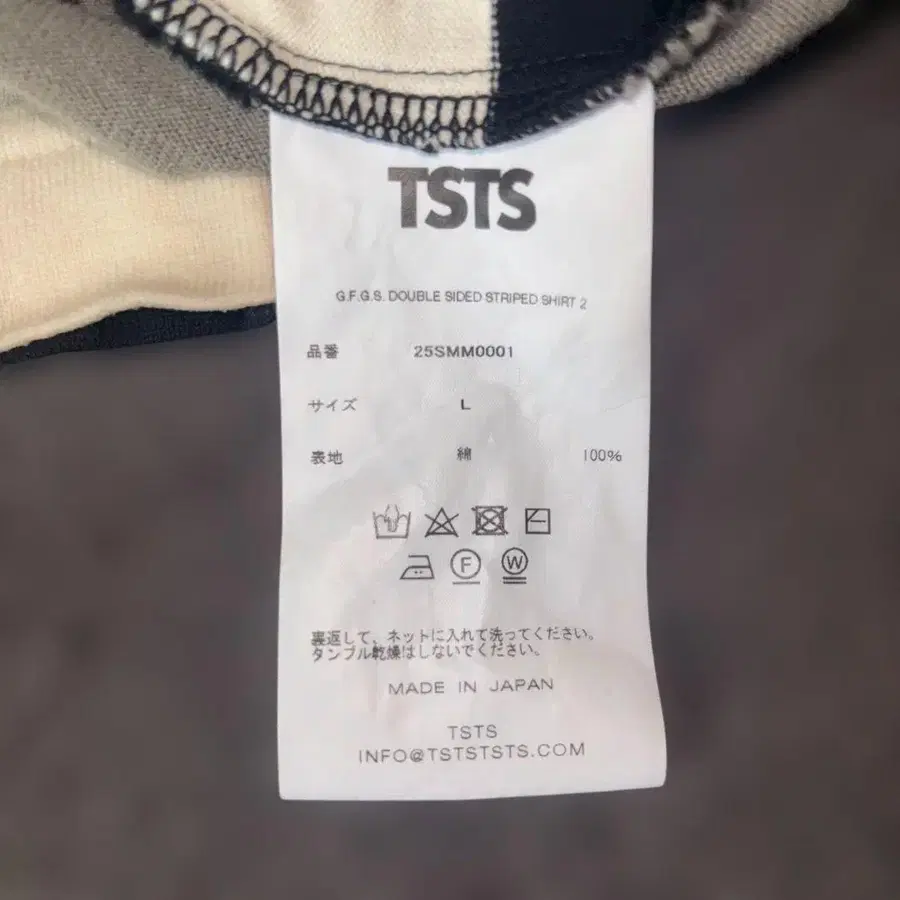 TSTS
G.F.G.S. DOUBLE SIDED STRIPED SHIRT 2
品番 25SMM0001
サイズ L
表地 綿 100%
F W
裏返して、ネットに入れて洗ってください。
タンブル乾燥はしないでください。
MADE IN JAPAN
TSTS
INFO@TSTSTSTS.COM